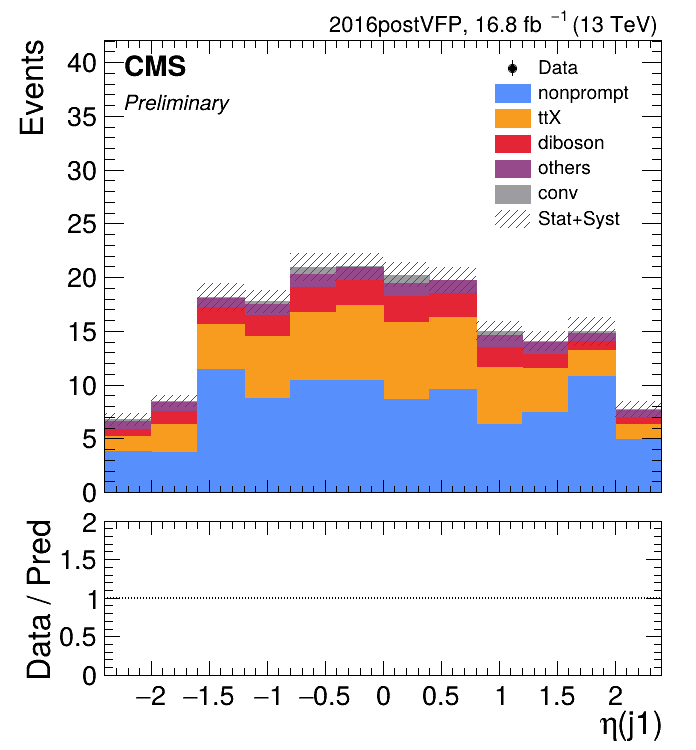 2016postVFP, 16.8 fb⁻¹ (13 TeV)
Events
40
35
30
25
20
15
10
5
0
CMS
Preliminary
Data
nonprompt
ttX
diboson
others
conv
Stat+Syst
Data / Pred
2
1.5
1
0.5
0
−2 −1.5 −1 −0.5 0 0.5 1 1.5 2
η(j1)